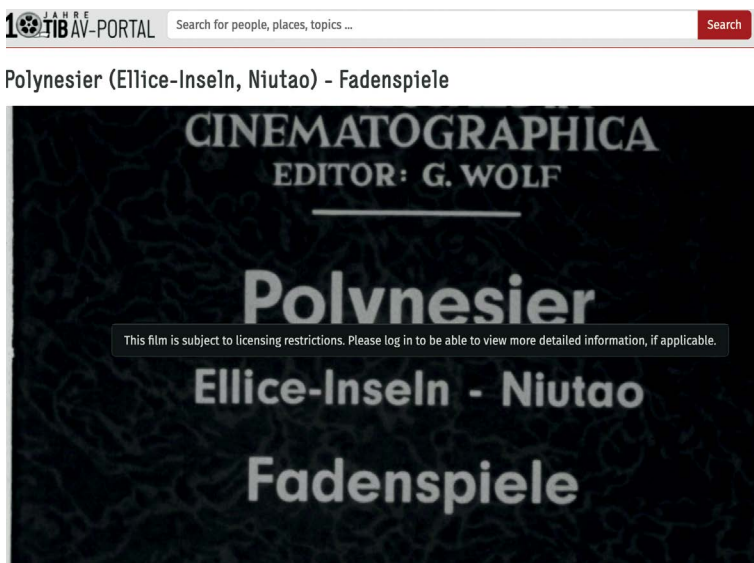 10 JAHRE
TIB AV-PORTAL
Search for people, places, topics ...
Search
Polynesier (Ellice-Inseln, Niutao) - Fadenspiele
CINEMATOGRAPHICA
EDITOR: G. WOLF
Polynesier
This film is subject to licensing restrictions. Please log in to be able to view more detailed information, if applicable.
Ellice-Inseln - Niutao
Fadenspiele